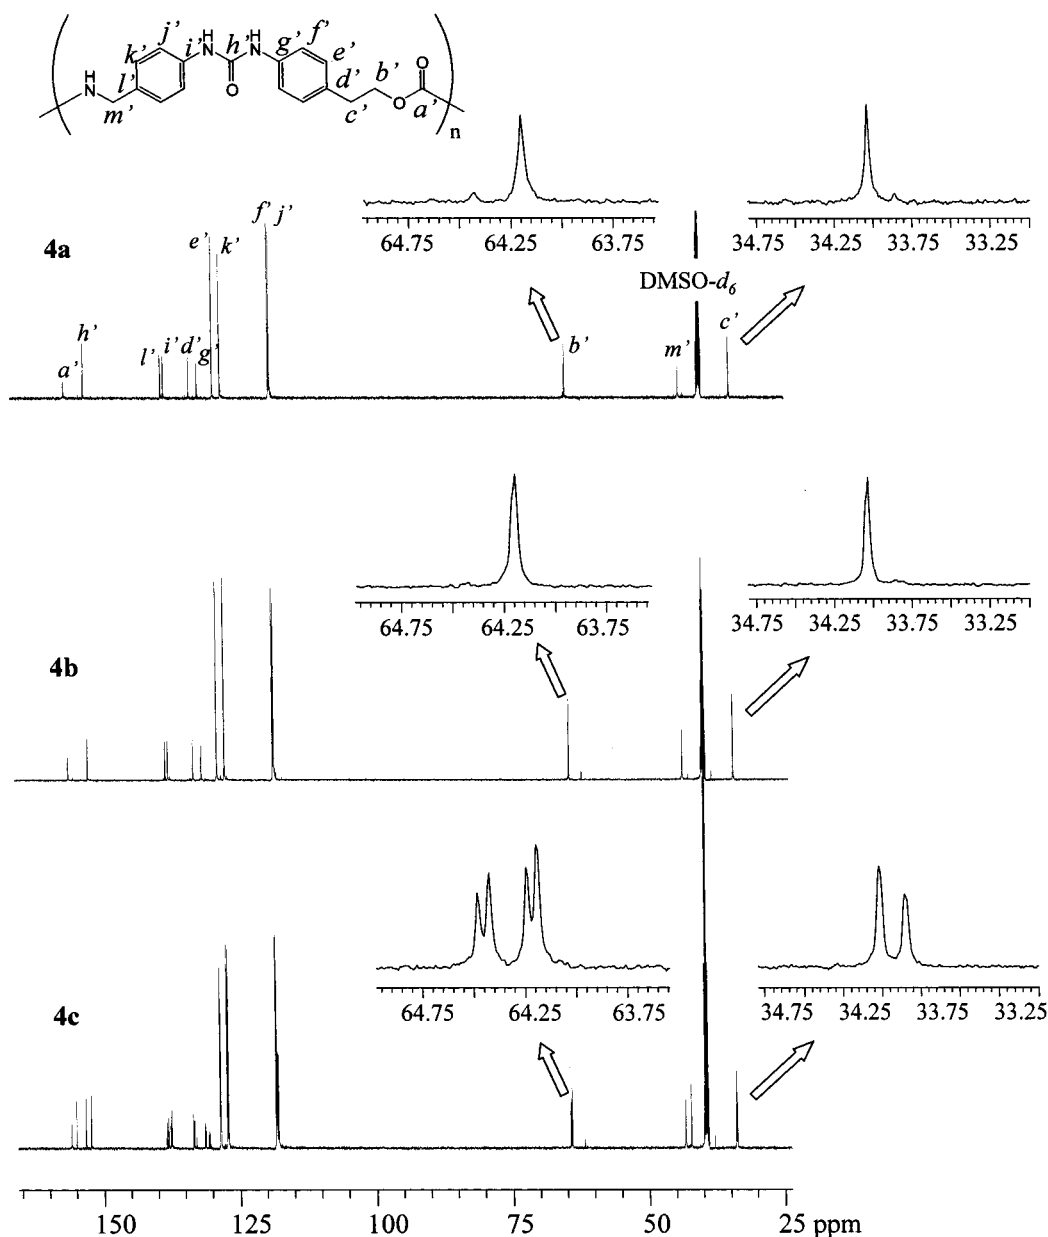 j' H H f'
k' i' N h' N g' e'
H l' d' b' O
N O O a'
m' c' n
64.75 64.25 63.75
34.75 34.25 33.75 33.25
4a
f' j'
e' k'
DMSO-d6
h' l' i' d' b' m' c'
a' g'
64.75 64.25 63.75
34.75 34.25 33.75 33.25
4b
64.75 64.25 63.75
34.75 34.25 33.75 33.25
4c
150 125 100 75 50 25 ppm